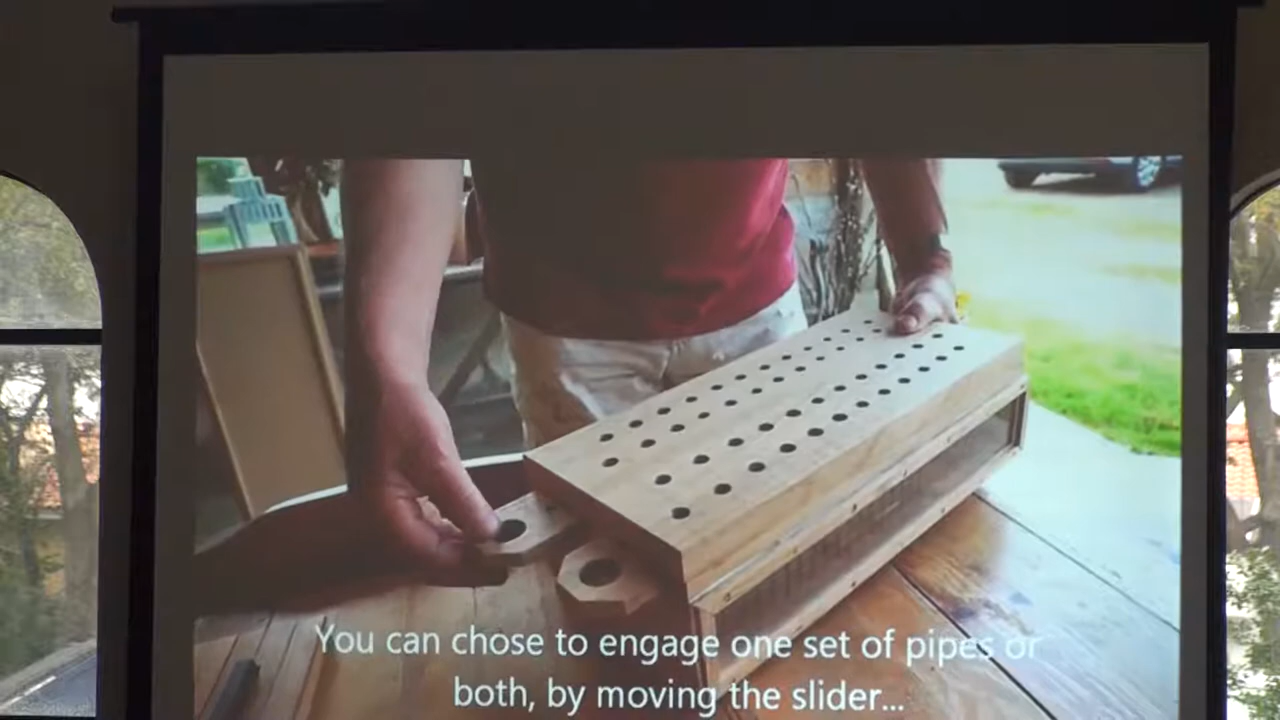 You can chose to engage one set of pipes or
both, by moving the slider...